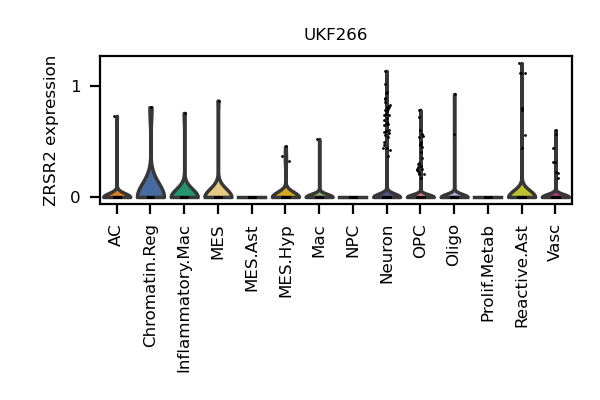 UKF266
ZRSR2 expression
1
0
AC
Chromatin.Reg
Inflammatory.Mac
MES
MES.Ast
MES.Hyp
Mac
NPC
Neuron
OPC
Oligo
Prolif.Metab
Reactive.Ast
Vasc